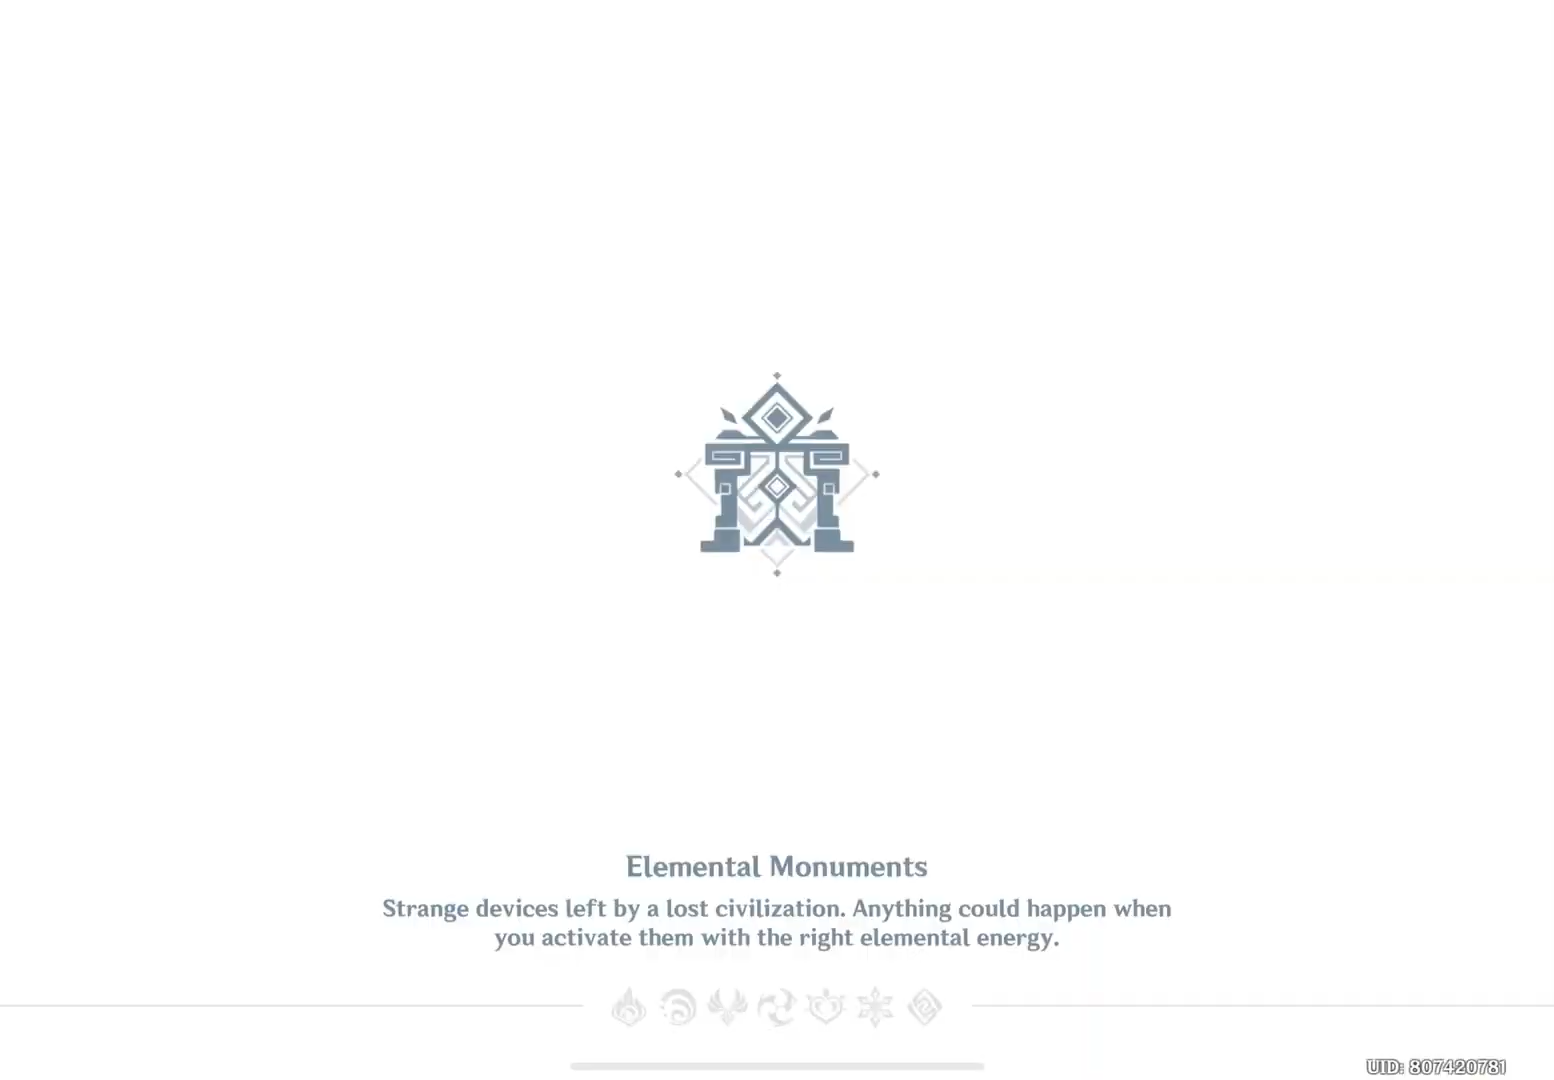 Elemental Monuments
Strange devices left by a lost civilization. Anything could happen when
you activate them with the right elemental energy.
UID: 807420781